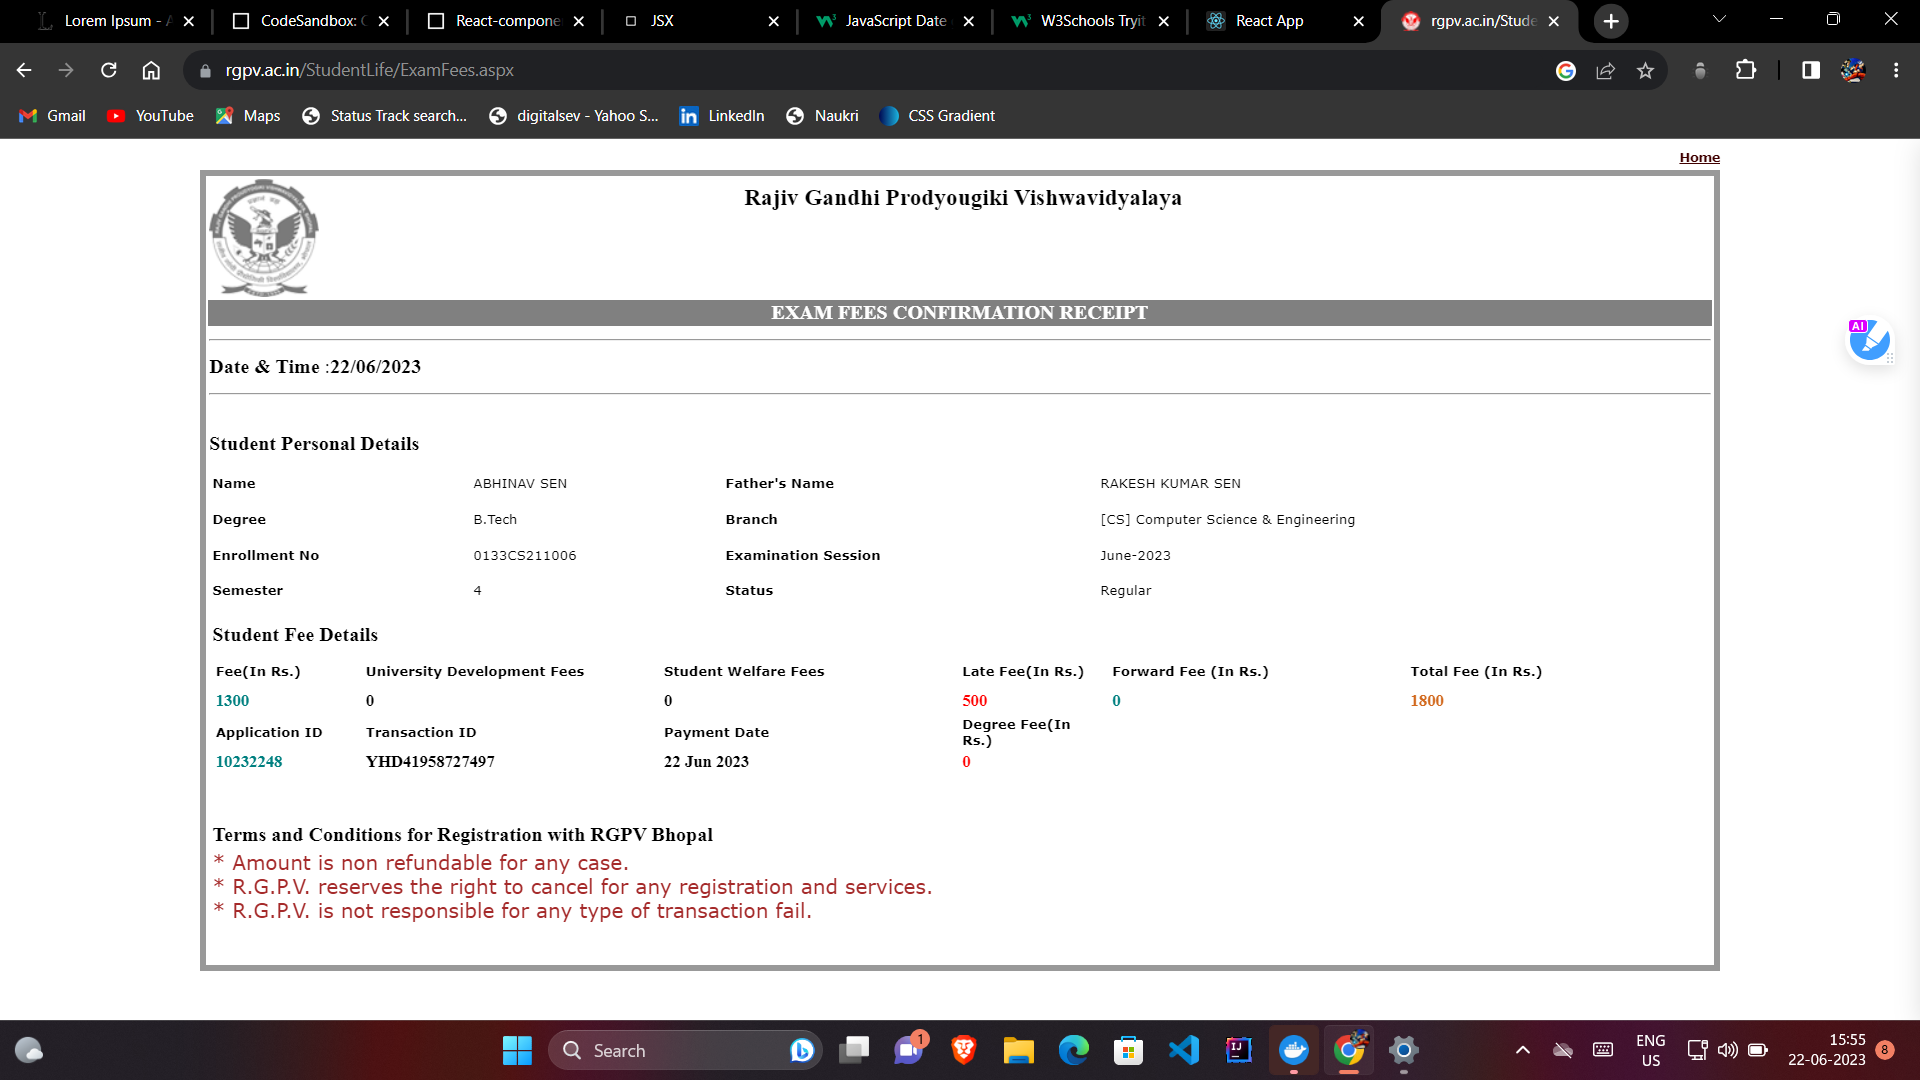 Lorem Ipsum - A
CodeSandbox: C
React-compone
JSX
JavaScript Date
W3Schools Tryit
React App
rgpv.ac.in/Stude
rgpv.ac.in/StudentLife/ExamFees.aspx
Gmail
YouTube
Maps
Status Track search...
digitalsev - Yahoo S...
LinkedIn
Naukri
CSS Gradient
Home
Rajiv Gandhi Prodyougiki Vishwavidyalaya
EXAM FEES CONFIRMATION RECEIPT
AI
Date & Time :22/06/2023
Student Personal Details
Name ABHINAV SEN Father's Name RAKESH KUMAR SEN
Degree B.Tech Branch [CS] Computer Science & Engineering
Enrollment No 0133CS211006 Examination Session June-2023
Semester 4 Status Regular
Student Fee Details
Fee(In Rs.) University Development Fees Student Welfare Fees Late Fee(In Rs.) Forward Fee (In Rs.) Total Fee (In Rs.)
1300 0 0 500 0 1800
Application ID Transaction ID Payment Date Degree Fee(In
Rs.)
10232248 YHD41958727497 22 Jun 2023 0
Terms and Conditions for Registration with RGPV Bhopal
* Amount is non refundable for any case.
* R.G.P.V. reserves the right to cancel for any registration and services.
* R.G.P.V. is not responsible for any type of transaction fail.
Search
1
ENG
US
15:55
22-06-2023
8